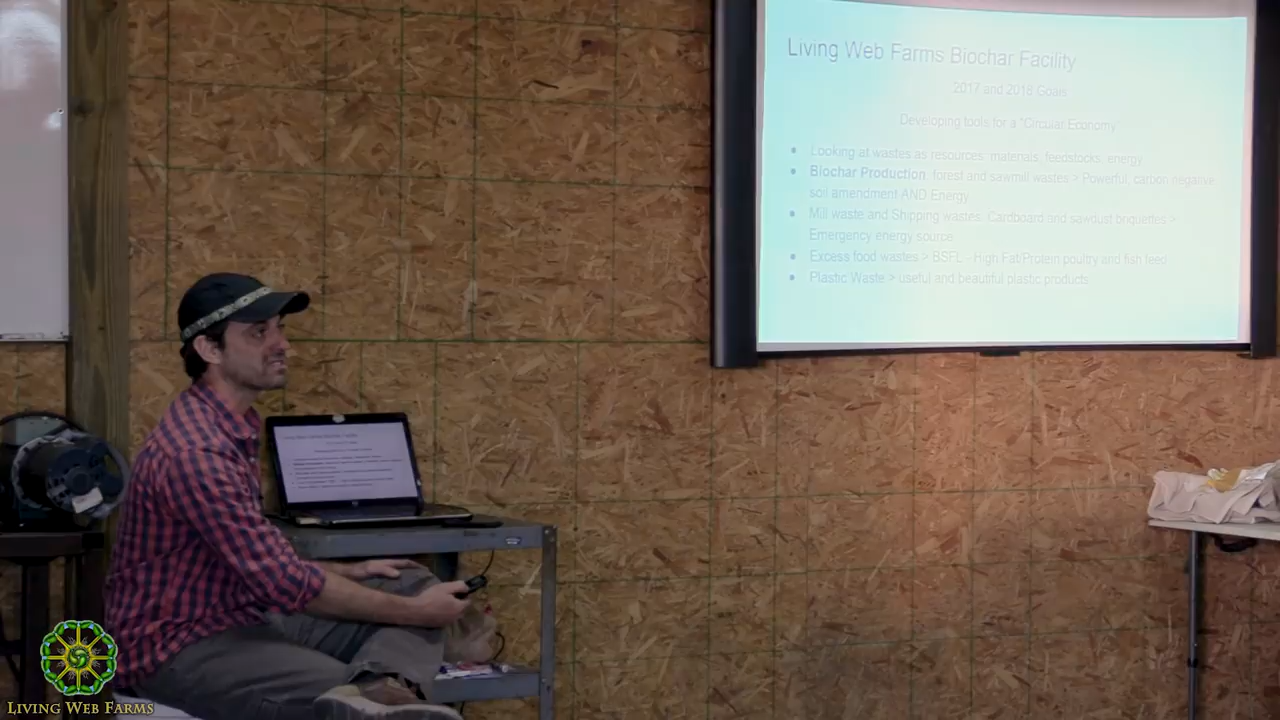 Living Web Farms Biochar Facility
2017 and 2018 Goals
Developing tools for a "Circular Economy"
Looking at wastes as resources: materials, feedstocks, energy
Biochar Production: forest and sawmill wastes > Powerful, carbon negative
soil amendment AND Energy
Mill waste and Shipping wastes: Cardboard and sawdust briquettes >
Emergency energy source
Excess food wastes > BSFL - High Fat/Protein poultry and fish feed
Plastic Waste > useful and beautiful plastic products
LIVING WEB FARMS